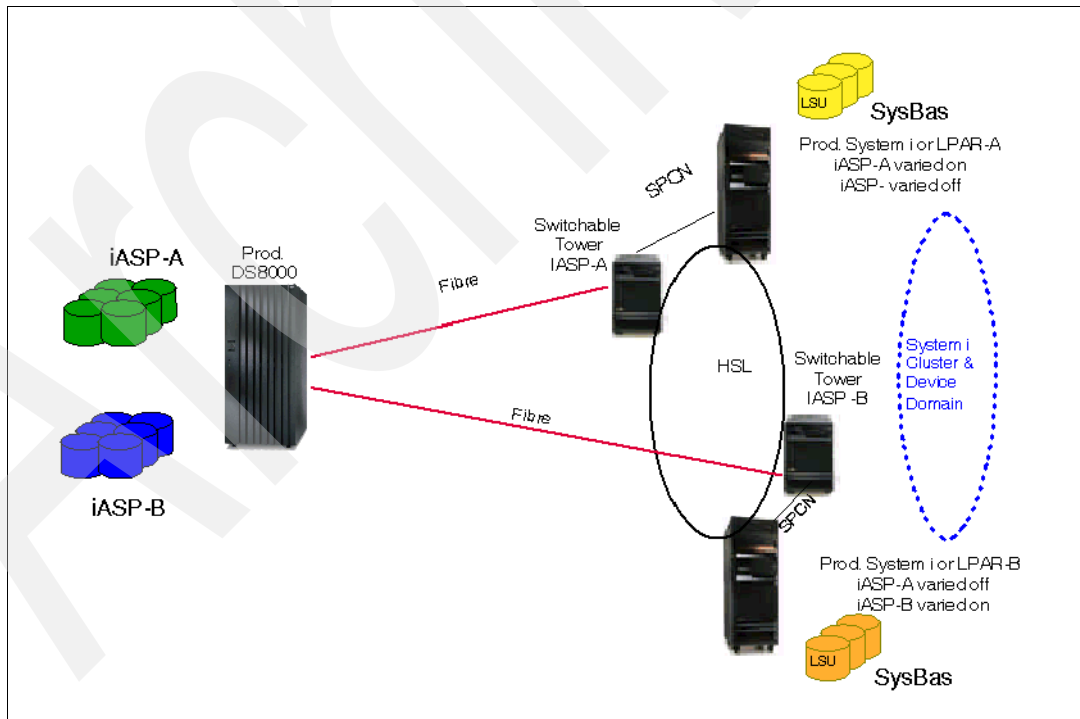 LSU
SysBas
Prod. System i or LPAR-A
iASP-A varied on
iASP- varied off
SPCN
Switchable
Tower
IASP-A
Prod.
DS8000
iASP-A
Fibre
HSL
System i
Cluster &
Device
Domain
Switchable
Tower
IASP -B
Fibre
iASP-B
SPCN
Prod. System i or LPAR-B
iASP-A varied off
iASP-B varied on
LSU
SysBas